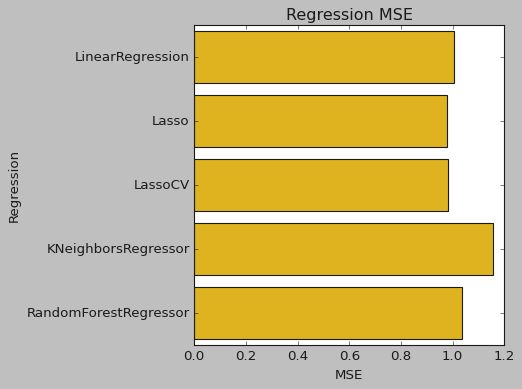 Regression MSE
LinearRegression
Lasso
LassoCV
KNeighborsRegressor
RandomForestRegressor
Regression
0.0 0.2 0.4 0.6 0.8 1.0 1.2
MSE